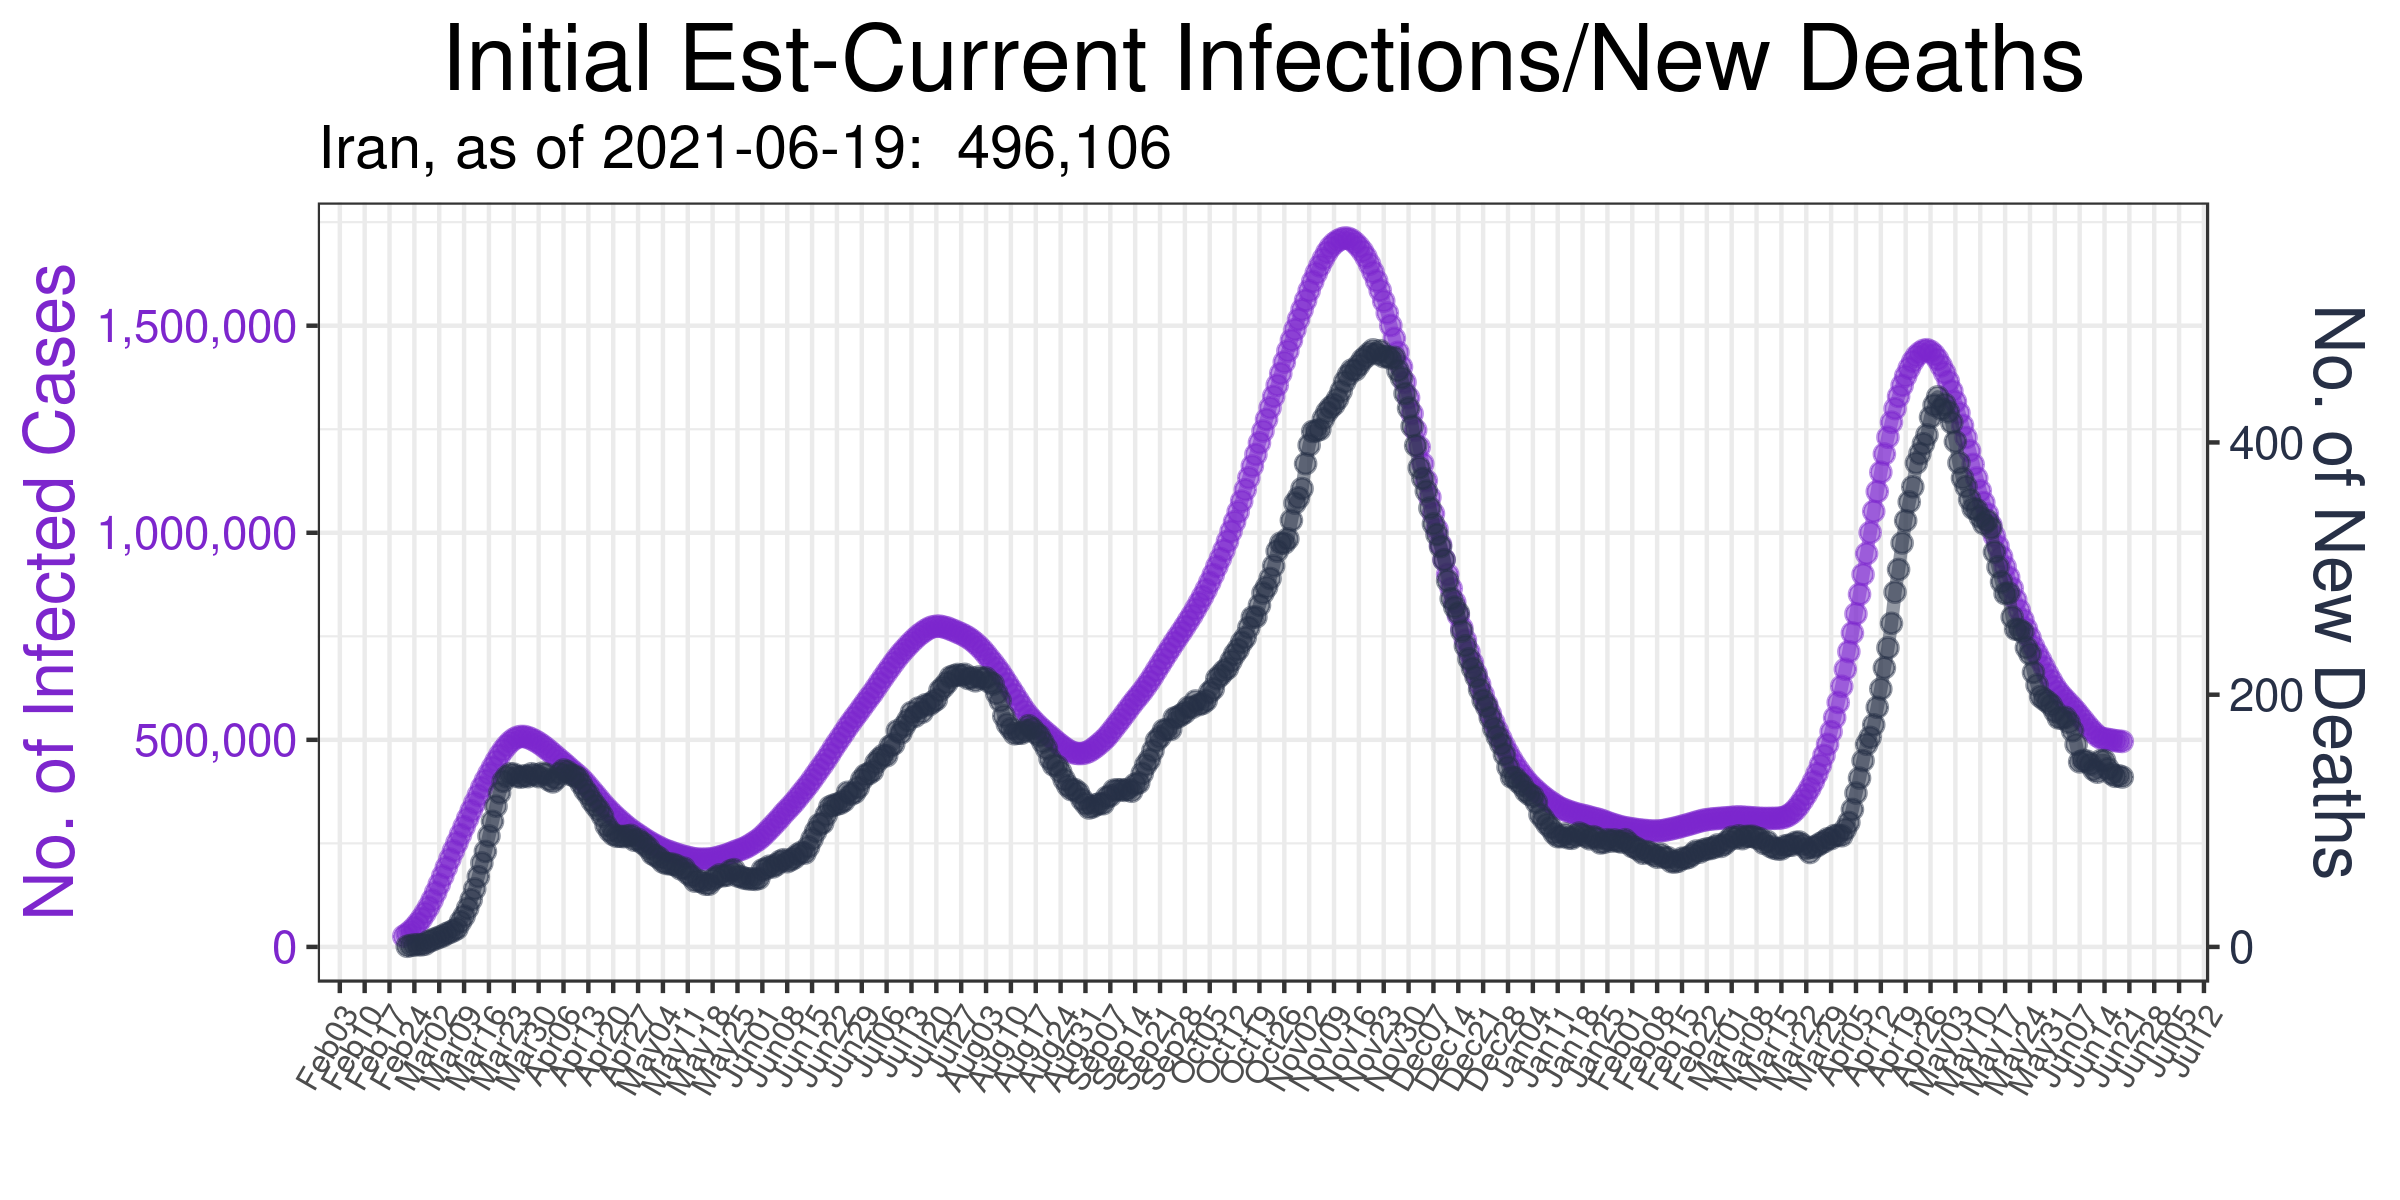 Initial Est-Current Infections/New Deaths
Iran, as of 2021-06-19:  496,106
No. of Infected Cases
1,500,000
1,000,000
500,000
0
No. of New Deaths
400
200
0
Feb03
Feb10
Feb17
Feb24
Mar02
Mar09
Mar16
Mar23
Mar30
Apr06
Apr13
Apr20
Apr27
May04
May11
May18
May25
Jun01
Jun08
Jun15
Jun22
Jun29
Jul06
Jul13
Jul20
Jul27
Aug03
Aug10
Aug17
Aug24
Aug31
Sep07
Sep14
Sep21
Sep28
Oct05
Oct12
Oct19
Oct26
Nov02
Nov09
Nov16
Nov23
Nov30
Dec07
Dec14
Dec21
Dec28
Jan04
Jan11
Jan18
Jan25
Feb01
Feb08
Feb15
Feb22
Mar01
Mar08
Mar15
Mar22
Mar29
Apr05
Apr12
Apr19
Apr26
May03
May10
May17
May24
May31
Jun07
Jun14
Jun21
Jun28
Jul05
Jul12